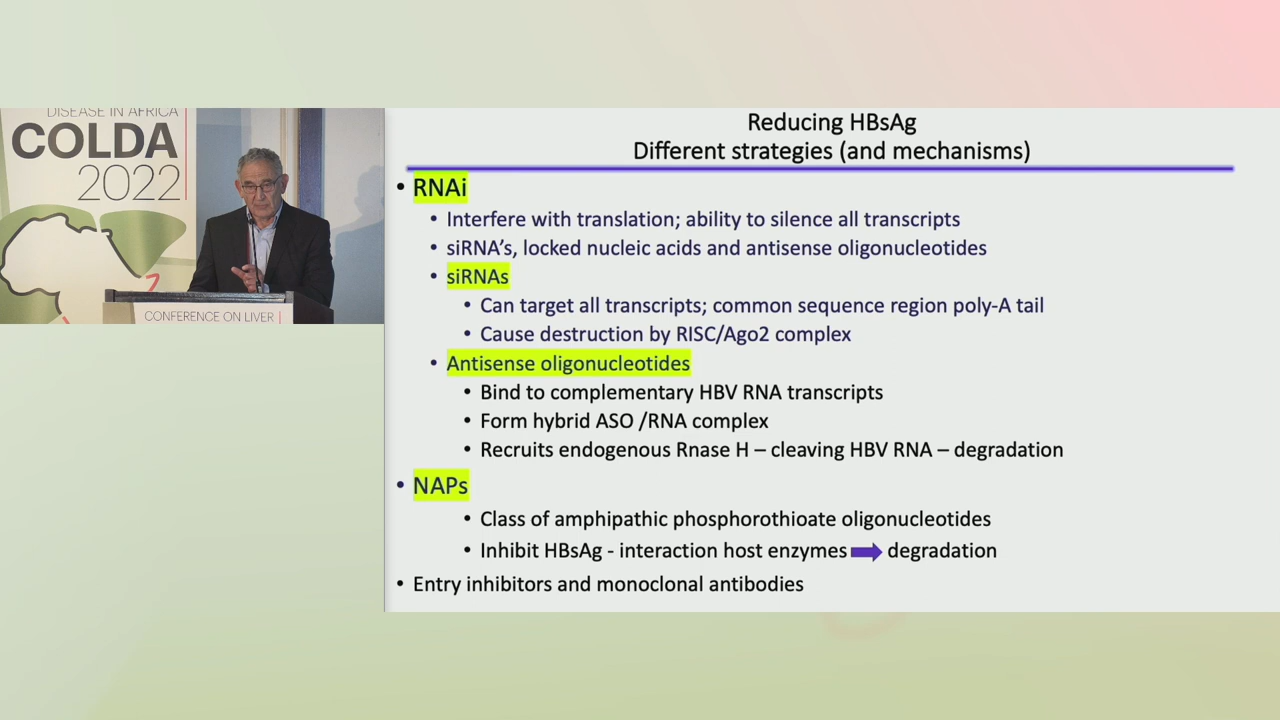 DISEASE IN AFRICA
COLDA
2022
CONFERENCE ON LIVER
Reducing HBsAg
Different strategies (and mechanisms)
• RNAi
• Interfere with translation; ability to silence all transcripts
• siRNA’s, locked nucleic acids and antisense oligonucleotides
• siRNAs
• Can target all transcripts; common sequence region poly-A tail
• Cause destruction by RISC/Ago2 complex
• Antisense oligonucleotides
• Bind to complementary HBV RNA transcripts
• Form hybrid ASO /RNA complex
• Recruits endogenous Rnase H – cleaving HBV RNA – degradation
• NAPs
• Class of amphipathic phosphorothioate oligonucleotides
• Inhibit HBsAg - interaction host enzymes ➡ degradation
• Entry inhibitors and monoclonal antibodies